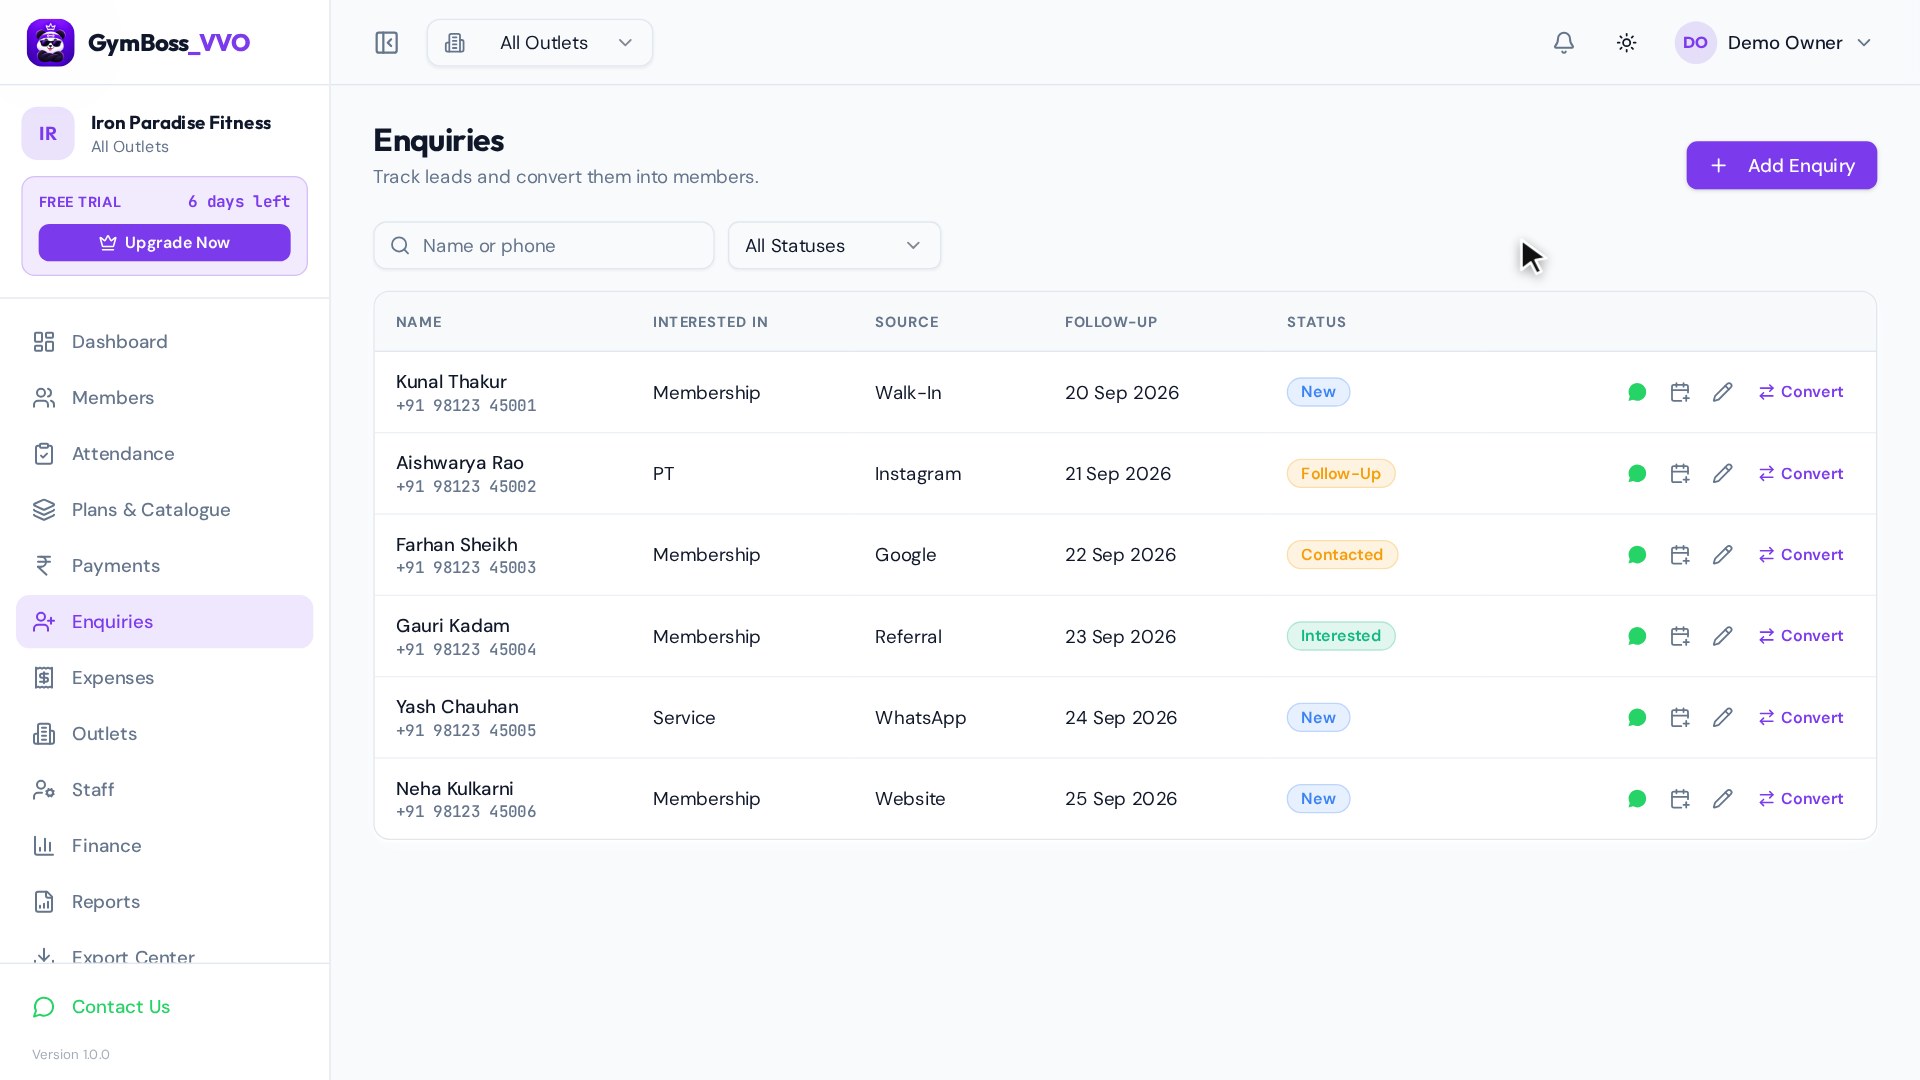 GymBoss_VVO
All Outlets
DO
Demo Owner
IR
Iron Paradise Fitness
All Outlets
FREE TRIAL
6 days left
Upgrade Now
Dashboard
Members
Attendance
Plans & Catalogue
Payments
Enquiries
Expenses
Outlets
Staff
Finance
Reports
Export Center
Contact Us
Version 1.0.0
Enquiries
Track leads and convert them into members.
Add Enquiry
Name or phone
All Statuses
NAME INTERESTED IN SOURCE FOLLOW-UP STATUS
Kunal Thakur
+91 98123 45001
Membership Walk-In 20 Sep 2026 New Convert
Aishwarya Rao
+91 98123 45002
PT Instagram 21 Sep 2026 Follow-Up Convert
Farhan Sheikh
+91 98123 45003
Membership Google 22 Sep 2026 Contacted Convert
Gauri Kadam
+91 98123 45004
Membership Referral 23 Sep 2026 Interested Convert
Yash Chauhan
+91 98123 45005
Service WhatsApp 24 Sep 2026 New Convert
Neha Kulkarni
+91 98123 45006
Membership Website 25 Sep 2026 New Convert